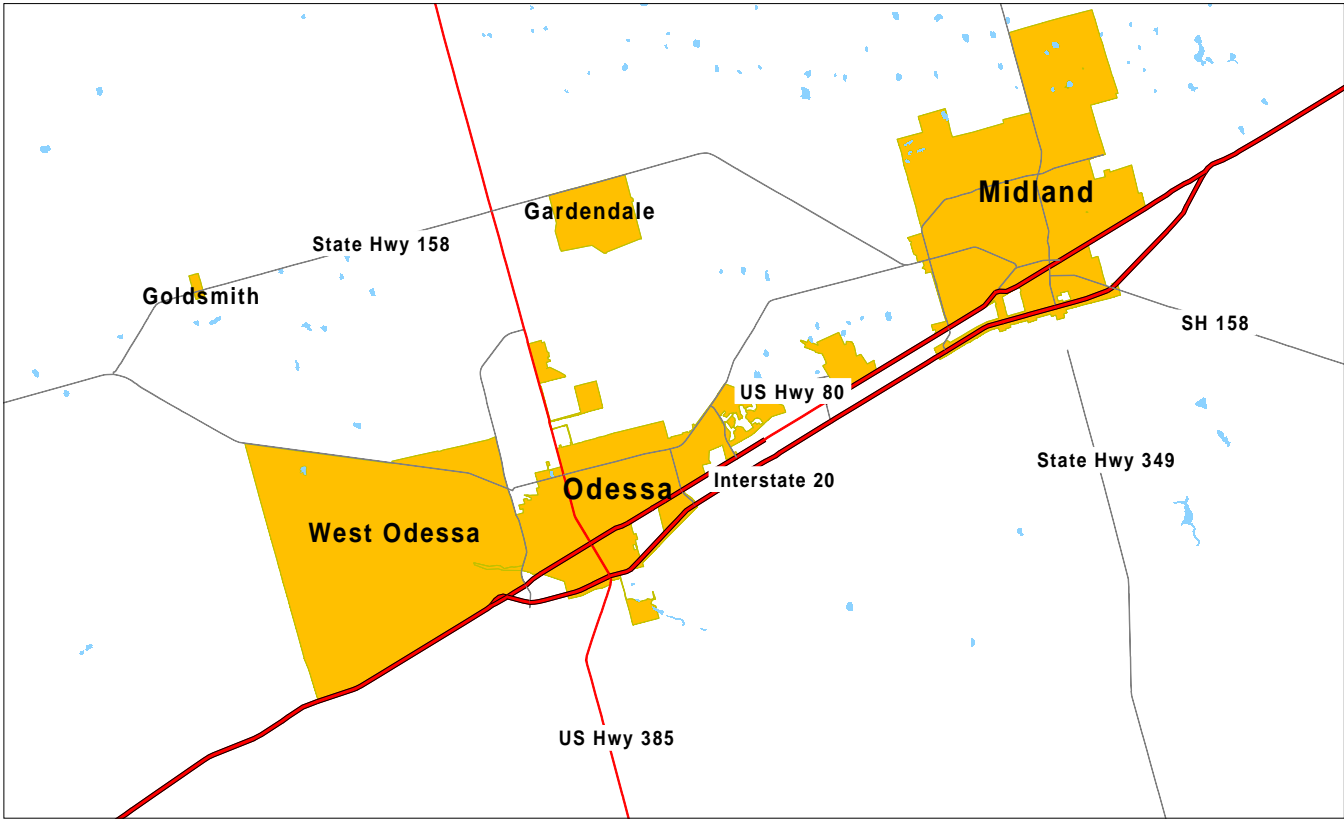 Midland
Gardendale
State Hwy 158
Goldsmith
SH 158
US Hwy 80
State Hwy 349
Interstate 20
Odessa
West Odessa
US Hwy 385